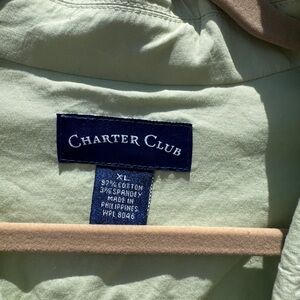 CHARTER CLUB
XL
97% COTTON
3% SPANDEX
MADE IN
PHILIPPINES
WPL 8046